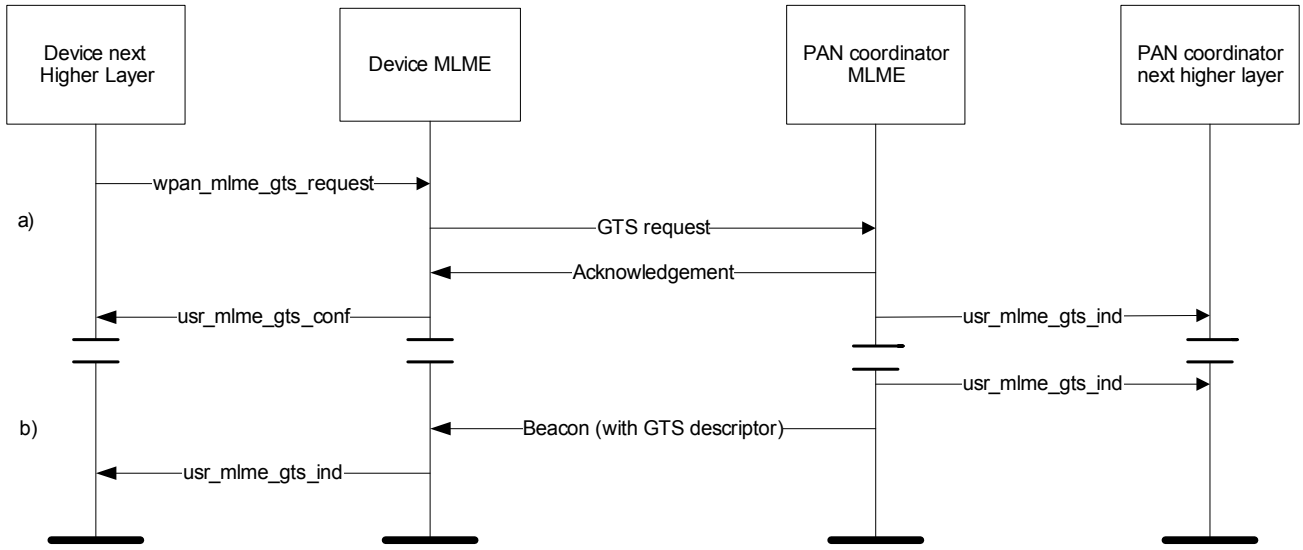 Device next
Higher Layer
Device MLME
PAN coordinator
MLME
PAN coordinator
next higher layer
wpan_mlme_gts_request
a)
GTS request
Acknowledgement
usr_mlme_gts_conf
usr_mlme_gts_ind
usr_mlme_gts_ind
b)
Beacon (with GTS descriptor)
usr_mlme_gts_ind